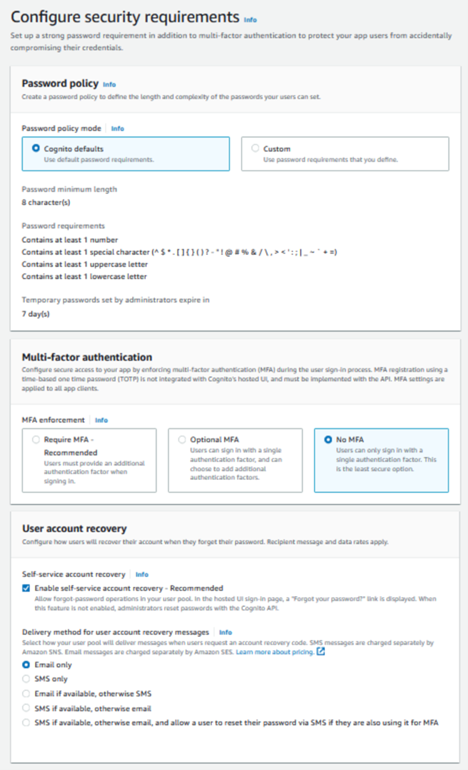 Configure security requirements Info
Set up a strong password requirement in addition to multi-factor authentication to protect your app users from accidentally
compromising their credentials.
Password policy Info
Create a password policy to define the length and complexity of the passwords your users can set.
Password policy mode Info
Cognito defaults
Use default password requirements.
Custom
Use password requirements that you define.
Password minimum length
8 character(s)
Password requirements
Contains at least 1 number
Contains at least 1 special character (^ $ * . [ ] { } ( ) ? - " ! @ # % & / \ , > < ' : ; | _ ~ ` + =)
Contains at least 1 uppercase letter
Contains at least 1 lowercase letter
Temporary passwords set by administrators expire in
7 day(s)
Multi-factor authentication
Configure secure access to your app by enforcing multi-factor authentication (MFA) during the user sign-in process. MFA registration using a
time-based one time password (TOTP) is not integrated with Cognito's hosted UI, and must be implemented with the API. MFA settings are
applied to all app clients.
MFA enforcement Info
Require MFA -
Recommended
Users must provide an additional
authentication factor when
signing in.
Optional MFA
Users can sign in with a single
authentication factor, and can
choose to add additional
authentication factors.
No MFA
Users can only sign in with a
single authentication factor. This
is the least secure option.
User account recovery
Configure how users will recover their account when they forget their password. Recipient message and data rates apply.
Self-service account recovery Info
Enable self-service account recovery - Recommended
Allow forgot-password operations in your user pool. In the hosted UI sign-in page, a "Forgot your password?" link is displayed. When
this feature is not enabled, administrators reset passwords with the Cognito API.
Delivery method for user account recovery messages Info
Select how your user pool will deliver messages when users request an account recovery code. SMS messages are charged separately by
Amazon SNS. Email messages are charged separately by Amazon SES. Learn more about pricing.
Email only
SMS only
Email if available, otherwise SMS
SMS if available, otherwise email
SMS if available, otherwise email, and allow a user to reset their password via SMS if they are also using it for MFA